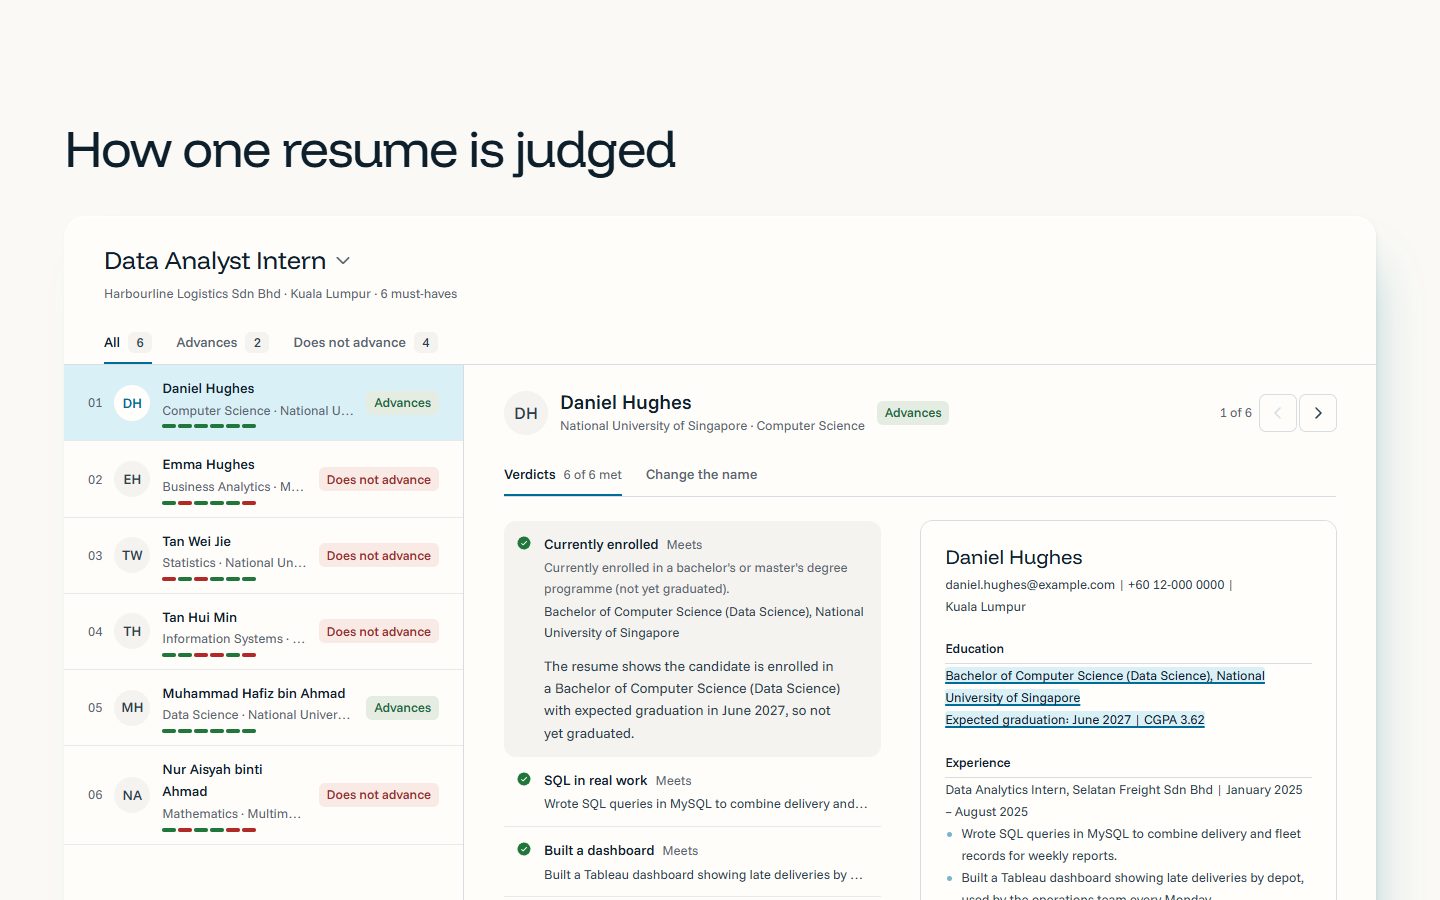 How one resume is judged
Data Analyst Intern
Harbourline Logistics Sdn Bhd · Kuala Lumpur · 6 must-haves
All 6 Advances 2 Does not advance 4
01 DH Daniel Hughes
Computer Science · National U... Advances
02 EH Emma Hughes
Business Analytics · M... Does not advance
03 TW Tan Wei Jie
Statistics · National Un... Does not advance
04 TH Tan Hui Min
Information Systems · ... Does not advance
05 MH Muhammad Hafiz bin Ahmad
Data Science · National Univer... Advances
06 NA Nur Aisyah binti
Ahmad
Mathematics · Multim... Does not advance
DH Daniel Hughes
National University of Singapore · Computer Science
Advances
1 of 6
Verdicts 6 of 6 met Change the name
Currently enrolled Meets
Currently enrolled in a bachelor's or master's degree
programme (not yet graduated).
Bachelor of Computer Science (Data Science), National
University of Singapore
The resume shows the candidate is enrolled in
a Bachelor of Computer Science (Data Science)
with expected graduation in June 2027, so not
yet graduated.
SQL in real work Meets
Wrote SQL queries in MySQL to combine delivery and...
Built a dashboard Meets
Built a Tableau dashboard showing late deliveries by ...
Daniel Hughes
daniel.hughes@example.com | +60 12-000 0000 |
Kuala Lumpur
Education
Bachelor of Computer Science (Data Science), National
University of Singapore
Expected graduation: June 2027 | CGPA 3.62
Experience
Data Analytics Intern, Selatan Freight Sdn Bhd | January 2025
– August 2025
• Wrote SQL queries in MySQL to combine delivery and fleet
records for weekly reports.
• Built a Tableau dashboard showing late deliveries by depot,
used by the operations team every Monday.